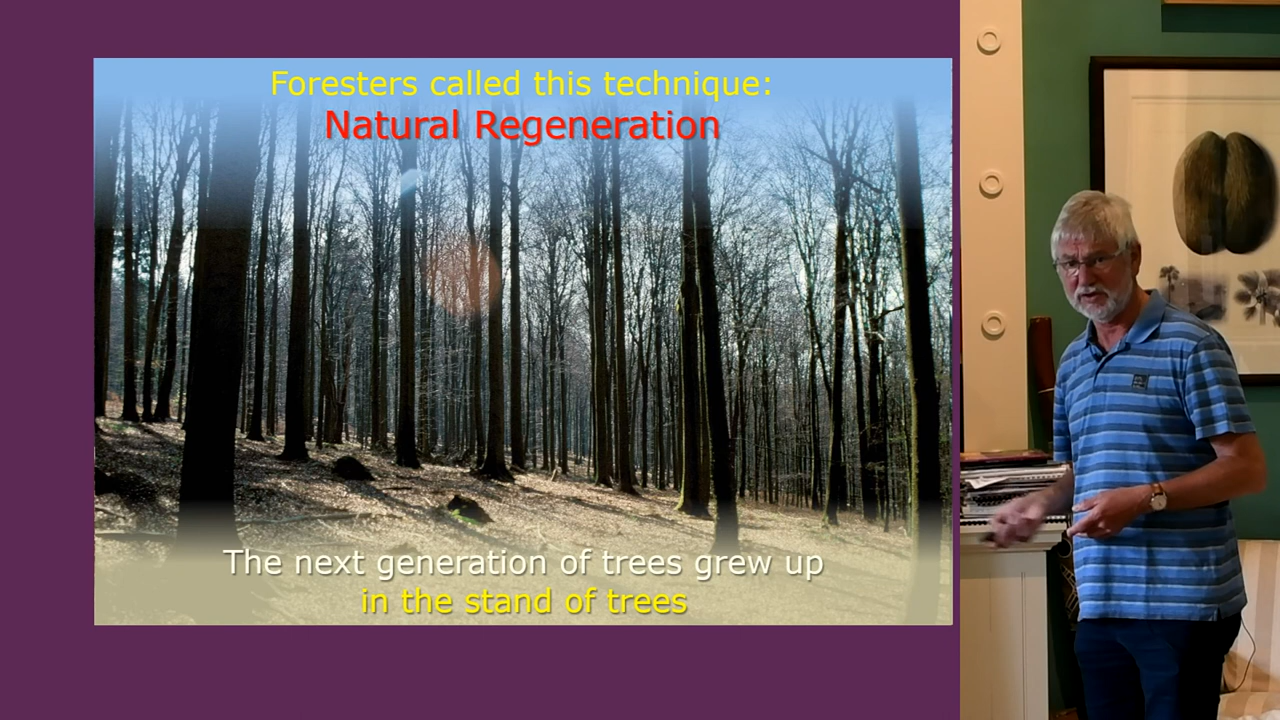 Foresters called this technique:
Natural Regeneration
The next generation of trees grew up
in the stand of trees